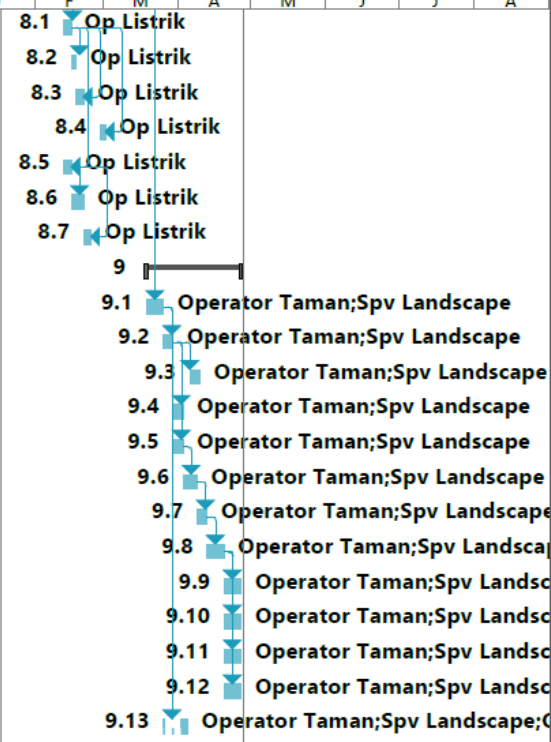 F M A M J J A
8.1 Op Listrik
8.2 Op Listrik
8.3 Op Listrik
8.4 Op Listrik
8.5 Op Listrik
8.6 Op Listrik
8.7 Op Listrik
9
9.1 Operator Taman;Spv Landscape
9.2 Operator Taman;Spv Landscape
9.3 Operator Taman;Spv Landscape
9.4 Operator Taman;Spv Landscape
9.5 Operator Taman;Spv Landscape
9.6 Operator Taman;Spv Landscape
9.7 Operator Taman;Spv Landscape
9.8 Operator Taman;Spv Landsca
9.9 Operator Taman;Spv Landsc
9.10 Operator Taman;Spv Landsc
9.11 Operator Taman;Spv Landsc
9.12 Operator Taman;Spv Landsc
9.13 Operator Taman;Spv Landscape;